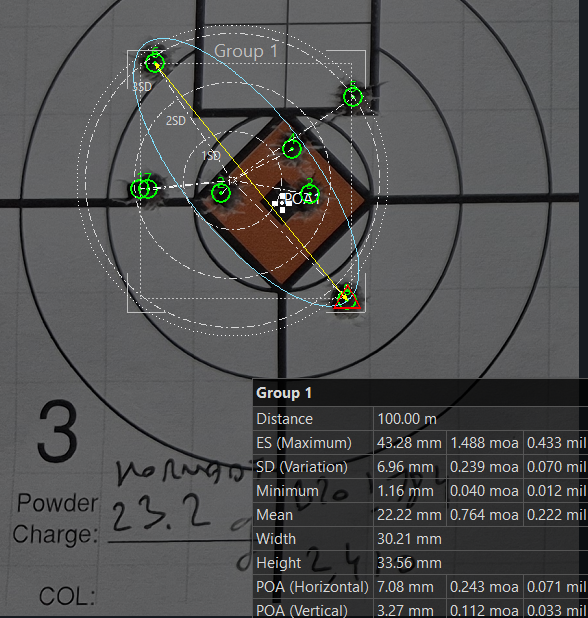 Group 1
3SD
2SD
1SD
POA1
3
Powder
Charge: 23.2
COL:
Group 1
Distance 100.00 m
ES (Maximum) 43.28 mm 1.488 moa 0.433 mil
SD (Variation) 6.96 mm 0.239 moa 0.070 mil
Minimum 1.16 mm 0.040 moa 0.012 mil
Mean 22.22 mm 0.764 moa 0.222 mil
Width 30.21 mm
Height 33.56 mm
POA (Horizontal) 7.08 mm 0.243 moa 0.071 mil
POA (Vertical) 3.27 mm 0.112 moa 0.033 mil